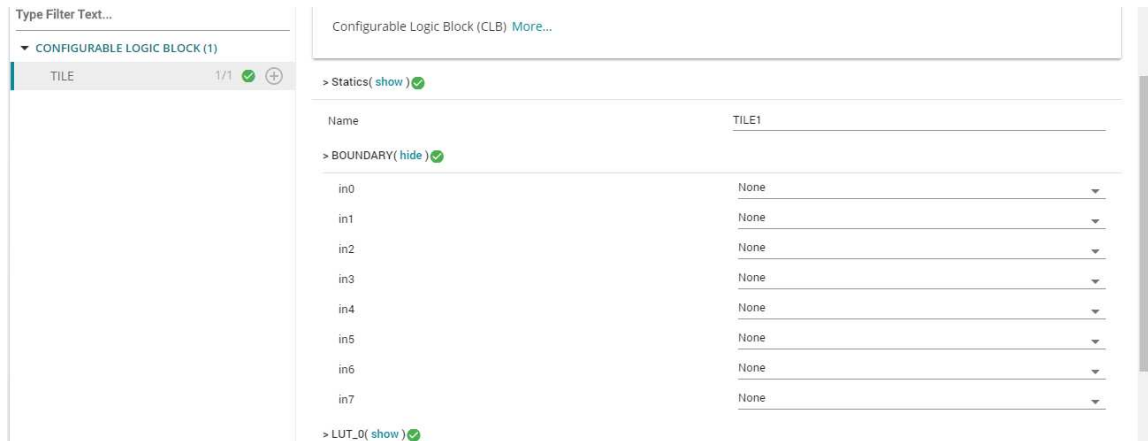 Type Filter Text...
CONFIGURABLE LOGIC BLOCK (1)
TILE 1/1
Configurable Logic Block (CLB) More...
> Statics( show )
Name TILE1
> BOUNDARY( hide )
in0 None
in1 None
in2 None
in3 None
in4 None
in5 None
in6 None
in7 None
> LUT_0( show )